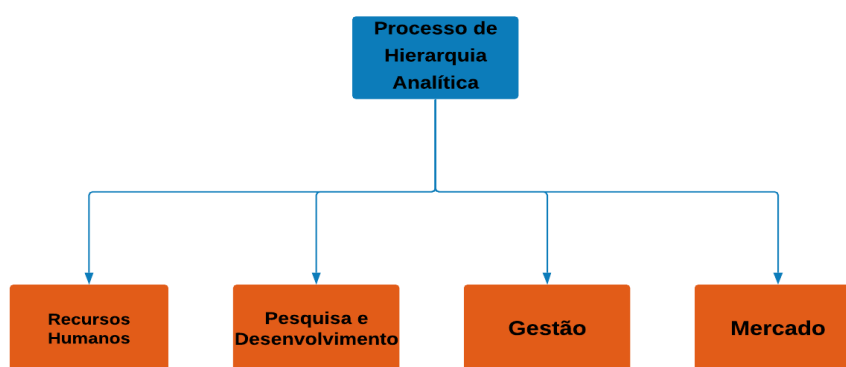 Processo de
Hierarquia
Analítica
Recursos
Humanos
Pesquisa e
Desenvolvimento
Gestão
Mercado